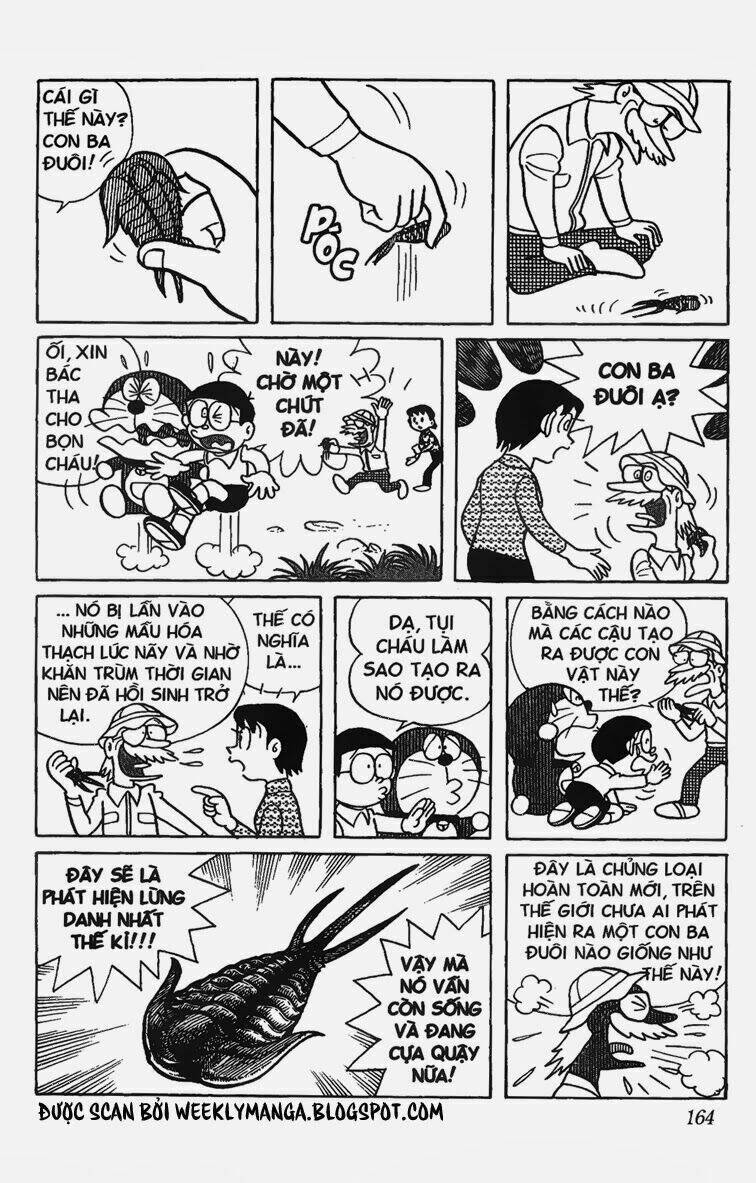 CÁI GÌ
THẾ NÀY?
CON BA
ĐUÔI!
PÓC
ỐI, XIN
BÁC
THA
CHO
BỌN
CHÁU!
NÀY!
CHỜ MỘT
CHÚT
ĐÃ!
CON BA
ĐUÔI Ạ?
... NÓ BỊ LẨN VÀO
NHỮNG MẨU HÓA
THẠCH LÚC NÃY VÀ NHỜ
KHĂN TRÙM THỜI GIAN
NÊN ĐÃ HỒI SINH TRỞ
LẠI.
THẾ CÓ
NGHĨA
LÀ...
DẠ, TỤI
CHÁU LÀM
SAO TẠO RA
NÓ ĐƯỢC.
BẰNG CÁCH NÀO
MÀ CÁC CẬU TẠO
RA ĐƯỢC CON
VẬT NÀY
THẾ?
ĐÂY SẼ LÀ
PHÁT HIỆN LỪNG
DANH NHẤT
THẾ KỈ!!!
VẬY MÀ
NÓ VẪN
CÒN SỐNG
VÀ ĐANG
CỰA QUẬY
NỮA!
ĐÂY LÀ CHỦNG LOẠI
HOÀN TOÀN MỚI, TRÊN
THẾ GIỚI CHƯA AI PHÁT
HIỆN RA MỘT CON BA
ĐUÔI NÀO GIỐNG NHƯ
THẾ NÀY!
ĐƯỢC SCAN BỞI WEEKLYMANGA.BLOGSPOT.COM
164